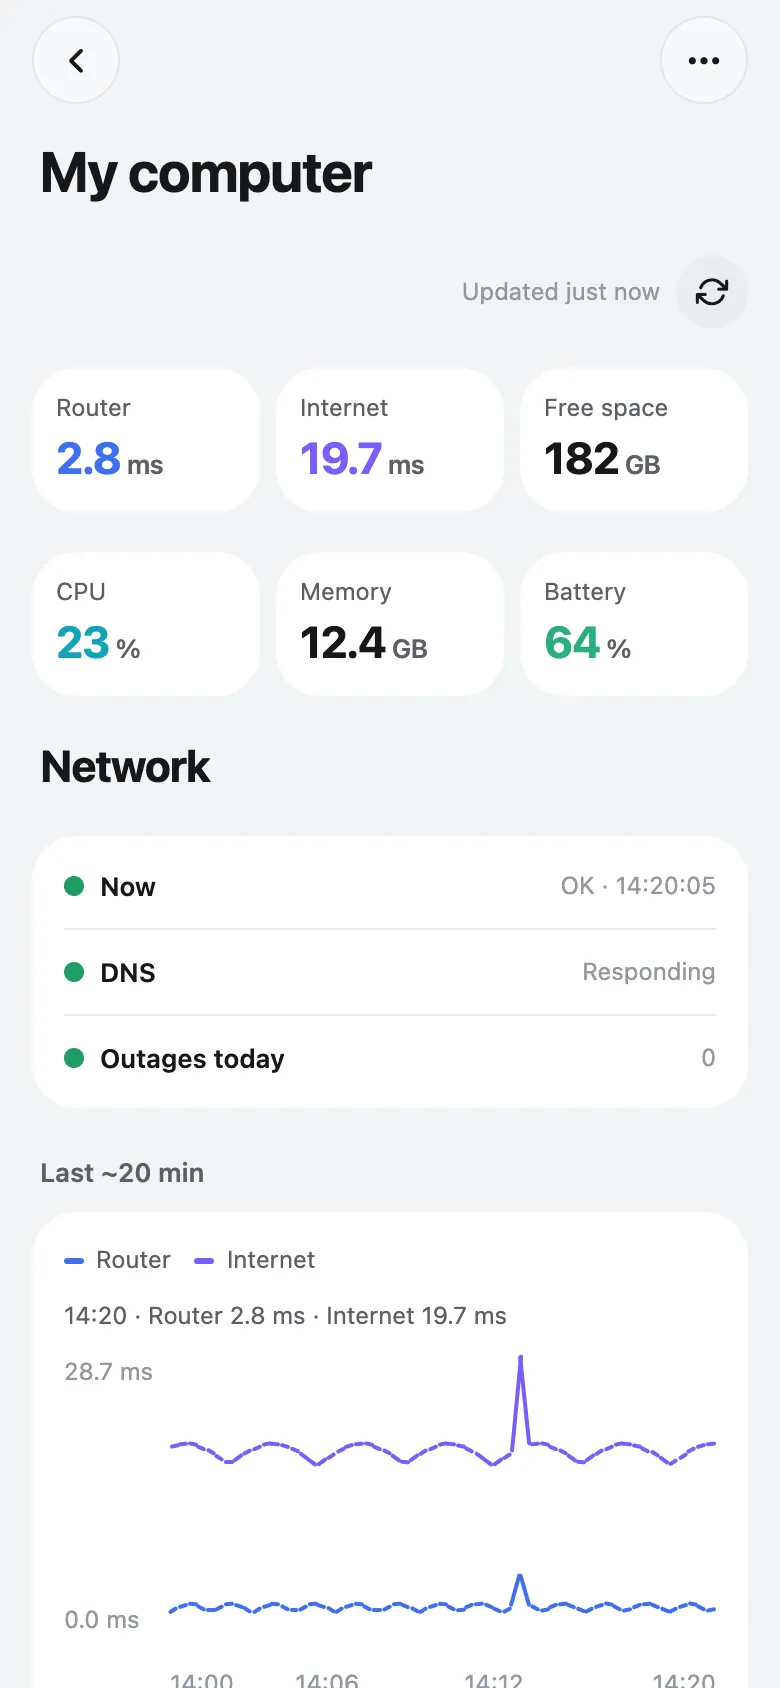 My computer
Updated just now
Router
2.8 ms
Internet
19.7 ms
Free space
182 GB
CPU
23 %
Memory
12.4 GB
Battery
64 %
Network
Now
OK · 14:20:05
DNS
Responding
Outages today
0
Last ~20 min
Router
Internet
14:20 · Router 2.8 ms · Internet 19.7 ms
28.7 ms
0.0 ms
14:00 14:06 14:12 14:20